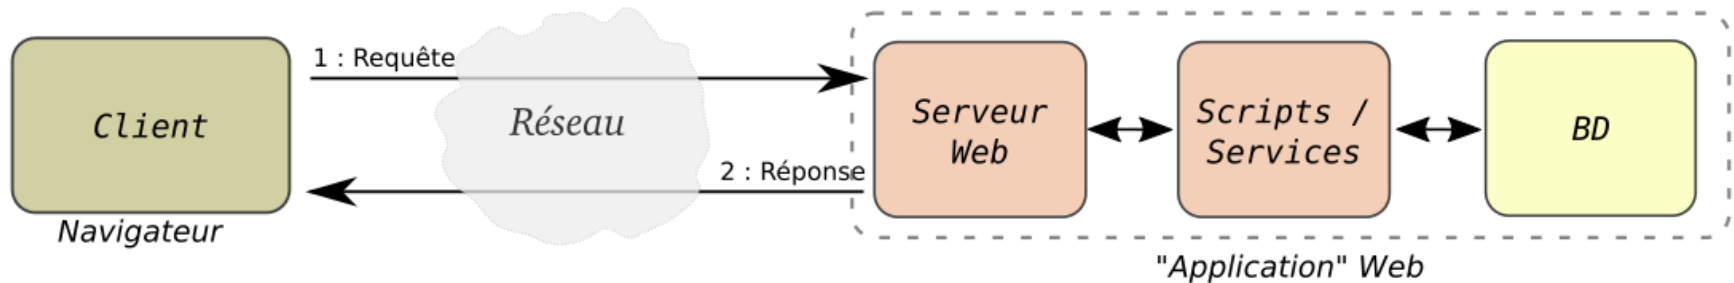 1 : Requête
Client
Réseau
2 : Réponse
Navigateur
Serveur
Web
Scripts /
Services
BD
"Application" Web